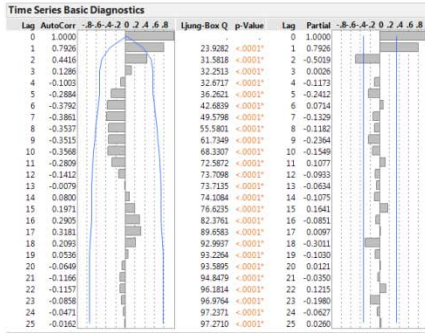 Time Series Basic Diagnostics
Lag AutoCorr -.8-.6-.4-.2 0 .2 .4 .6 .8 Ljung-Box Q p-Value Lag Partial -.8-.6-.4-.2 0 .2 .4 .6 .8
0 1.0000 . . 0 1.0000
1 0.7926 23.9282 <.0001* 1 0.7926
2 0.4416 31.5818 <.0001* 2 -0.5019
3 0.1286 32.2513 <.0001* 3 0.0026
4 -0.1003 32.6717 <.0001* 4 -0.1173
5 -0.2884 36.2621 <.0001* 5 -0.2412
6 -0.3792 42.6839 <.0001* 6 0.0714
7 -0.3861 49.5798 <.0001* 7 -0.1329
8 -0.3537 55.5801 <.0001* 8 -0.1182
9 -0.3515 61.7349 <.0001* 9 -0.2364
10 -0.3568 68.3307 <.0001* 10 -0.1549
11 -0.2809 72.5872 <.0001* 11 0.1077
12 -0.1412 73.7098 <.0001* 12 -0.0933
13 -0.0079 73.7135 <.0001* 13 -0.0634
14 0.0800 74.1084 <.0001* 14 -0.1075
15 0.1971 76.6235 <.0001* 15 0.1641
16 0.2905 82.3761 <.0001* 16 -0.0851
17 0.3181 89.6583 <.0001* 17 0.0097
18 0.2093 92.9937 <.0001* 18 -0.3011
19 0.0536 93.2264 <.0001* 19 -0.1030
20 -0.0649 93.5895 <.0001* 20 0.0121
21 -0.1166 94.8479 <.0001* 21 -0.0350
22 -0.1157 96.1814 <.0001* 22 0.1215
23 -0.0858 96.9764 <.0001* 23 -0.1980
24 -0.0471 97.2371 <.0001* 24 -0.0627
25 -0.0162 97.2710 <.0001* 25 0.0260